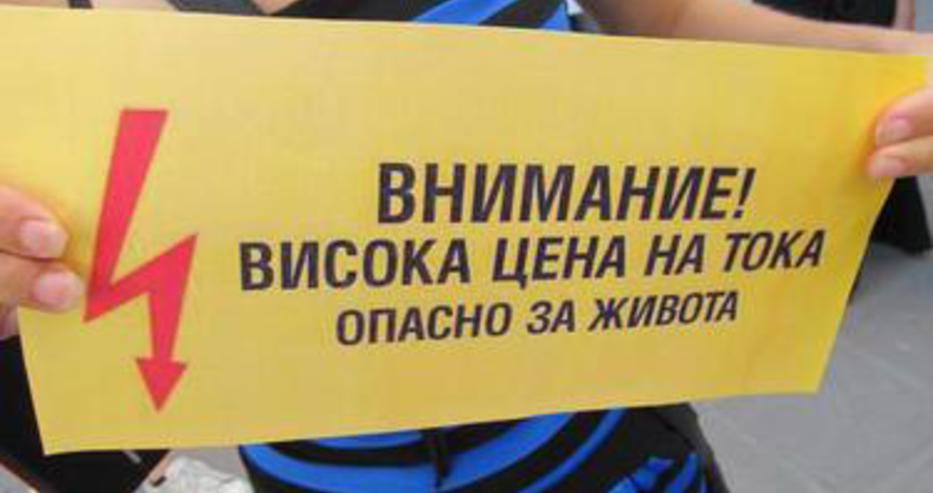 ВНИМАНИЕ!
ВИСОКА ЦЕНА НА ТОКА
ОПАСНО ЗА ЖИВОТА